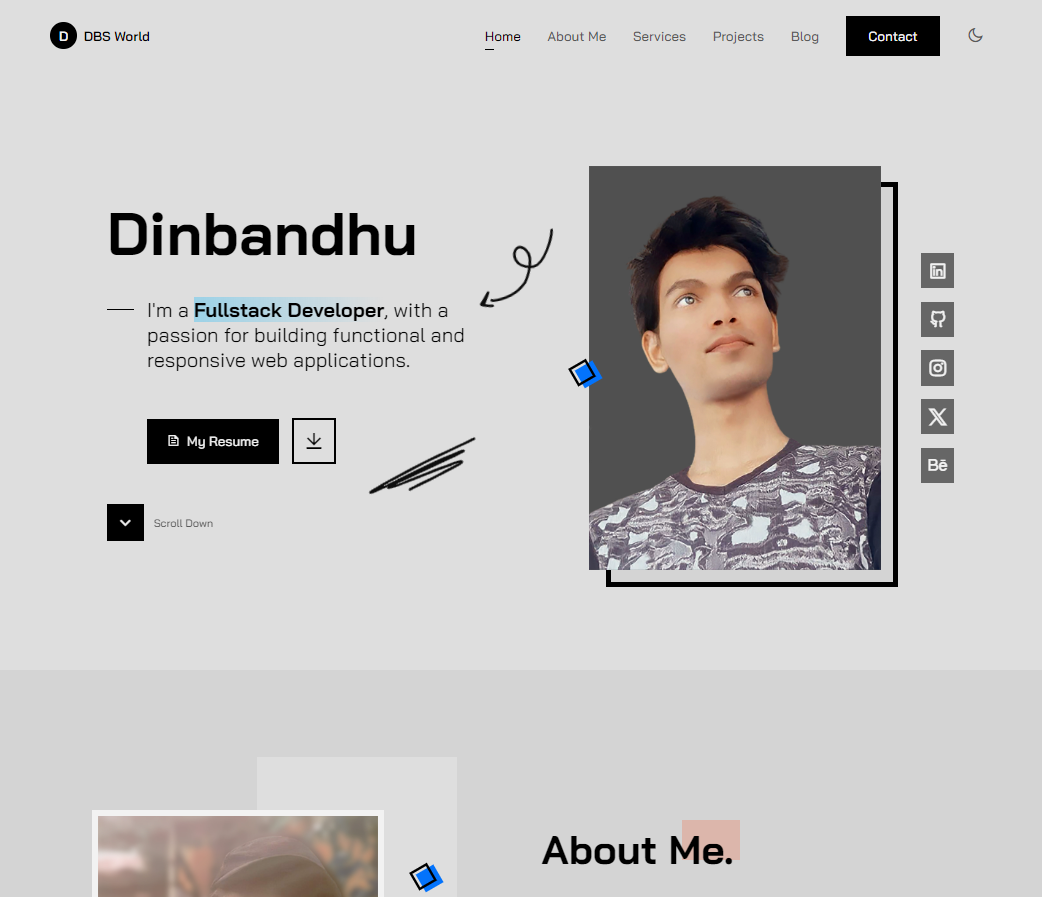 D DBS World
Home About Me Services Projects Blog Contact
Dinbandhu
I'm a Fullstack Developer, with a
passion for building functional and
responsive web applications.
My Resume
Scroll Down
in
X
Bē
About Me.